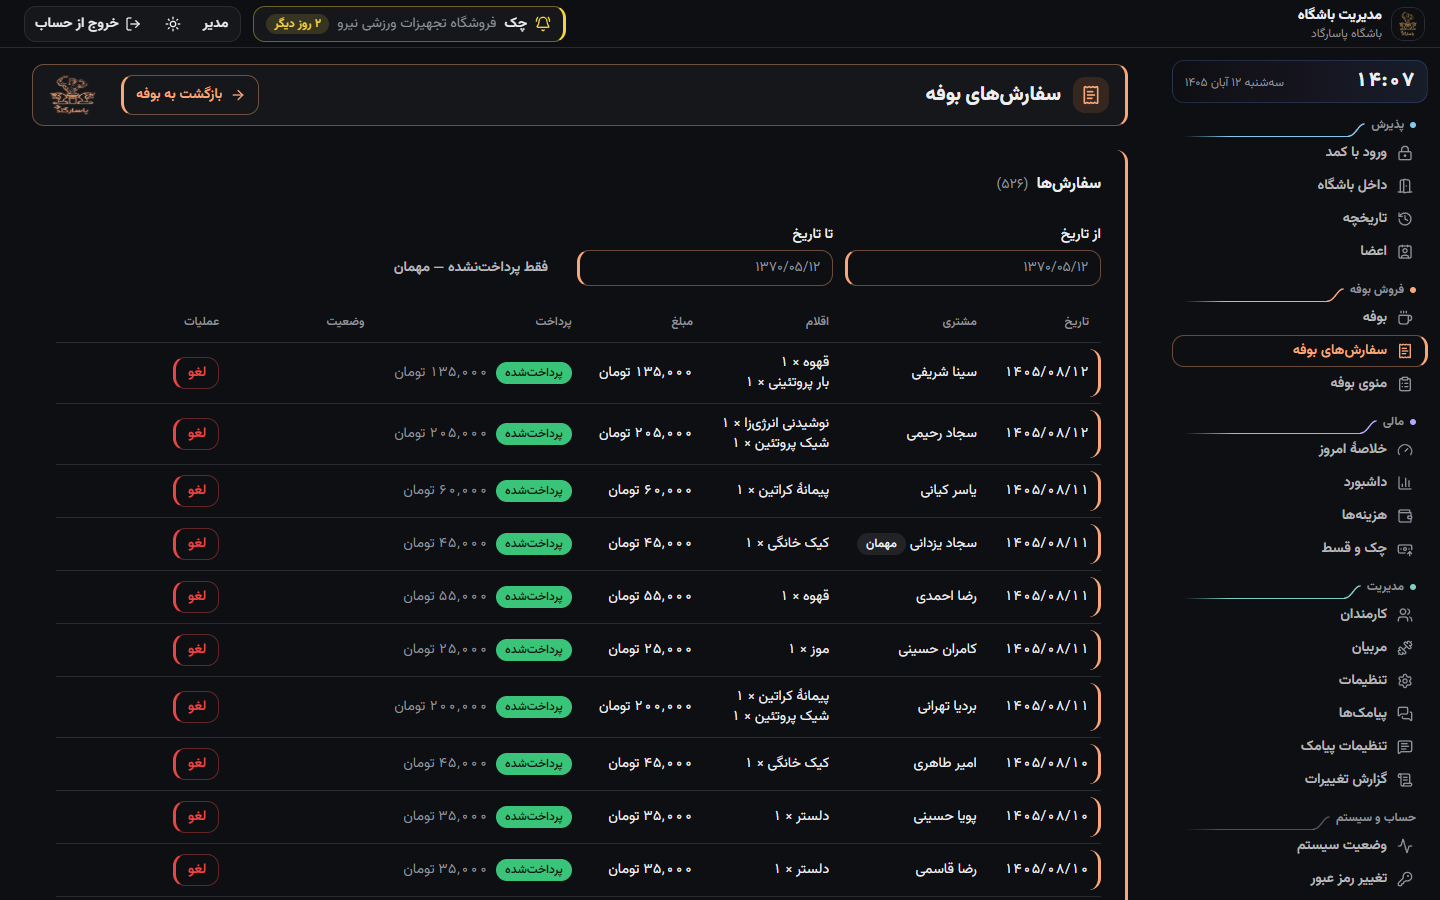 مدیریت باشگاه
باشگاه پاسارگاد
چک فروشگاه تجهیزات ورزشی نیرو ۲ روز دیگر
مدیر
خروج از حساب
۱۴:۰۷
سه‌شنبه ۱۲ آبان ۱۴۰۵
پذیرش
ورود با کمد
داخل باشگاه
تاریخچه
اعضا
فروش بوفه
بوفه
سفارش‌های بوفه
منوی بوفه
مالی
خلاصهٔ امروز
داشبورد
هزینه‌ها
چک و قسط
مدیریت
کارمندان
مربیان
تنظیمات
پیامک‌ها
تنظیمات پیامک
گزارش تغییرات
حساب و سیستم
وضعیت سیستم
تغییر رمز عبور
سفارش‌های بوفه
بازگشت به بوفه
پاسارگاد
سفارش‌ها (۵۲۶)
از تاریخ
تا تاریخ
۱۳۷۰/۰۵/۱۲
۱۳۷۰/۰۵/۱۲
فقط پرداخت‌نشده — مهمان
تاریخ مشتری اقلام مبلغ پرداخت وضعیت عملیات
۱۴۰۵/۰۸/۱۲ سینا شریفی قهوه × ۱ بار پروتئینی × ۱ ۱۳۵,۰۰۰ تومان پرداخت‌شده ۱۳۵,۰۰۰ تومان لغو
۱۴۰۵/۰۸/۱۲ سجاد رحیمی نوشیدنی انرژی‌زا × ۱ شیک پروتئین × ۱ ۲۰۵,۰۰۰ تومان پرداخت‌شده ۲۰۵,۰۰۰ تومان لغو
۱۴۰۵/۰۸/۱۱ یاسر کیانی پیمانهٔ کراتین × ۱ ۶۰,۰۰۰ تومان پرداخت‌شده ۶۰,۰۰۰ تومان لغو
۱۴۰۵/۰۸/۱۱ سجاد یزدانی مهمان کیک خانگی × ۱ ۴۵,۰۰۰ تومان پرداخت‌شده ۴۵,۰۰۰ تومان لغو
۱۴۰۵/۰۸/۱۱ رضا احمدی قهوه × ۱ ۵۵,۰۰۰ تومان پرداخت‌شده ۵۵,۰۰۰ تومان لغو
۱۴۰۵/۰۸/۱۱ کامران حسینی موز × ۱ ۲۵,۰۰۰ تومان پرداخت‌شده ۲۵,۰۰۰ تومان لغو
۱۴۰۵/۰۸/۱۱ بردیا تهرانی پیمانهٔ کراتین × ۱ شیک پروتئین × ۱ ۲۰۰,۰۰۰ تومان پرداخت‌شده ۲۰۰,۰۰۰ تومان لغو
۱۴۰۵/۰۸/۱۰ امیر طاهری کیک خانگی × ۱ ۴۵,۰۰۰ تومان پرداخت‌شده ۴۵,۰۰۰ تومان لغو
۱۴۰۵/۰۸/۱۰ پویا حسینی دلستر × ۱ ۳۵,۰۰۰ تومان پرداخت‌شده ۳۵,۰۰۰ تومان لغو
۱۴۰۵/۰۸/۱۰ رضا قاسمی دلستر × ۱ ۳۵,۰۰۰ تومان پرداخت‌شده ۳۵,۰۰۰ تومان لغو